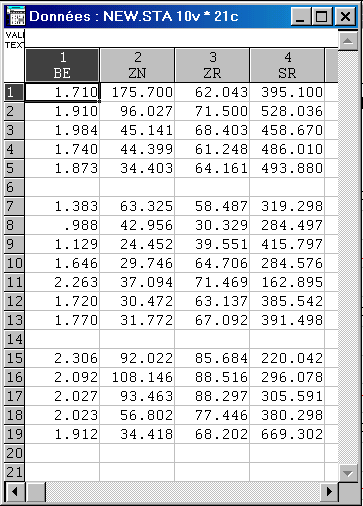 Données : NEW.STA 10v * 21c
VALI
TEXT
1 2 3 4
BE ZN ZR SR
1 1.710 175.700 62.043 395.100
2 1.910 96.027 71.500 528.036
3 1.984 45.141 68.403 458.670
4 1.740 44.399 61.248 486.010
5 1.873 34.403 64.161 493.880
6
7 1.383 63.325 58.487 319.298
8 .988 42.956 30.329 284.497
9 1.129 24.452 39.551 415.797
10 1.646 29.746 64.706 284.576
11 2.263 37.094 71.469 162.895
12 1.720 30.472 63.137 385.542
13 1.770 31.772 67.092 391.498
14
15 2.306 92.022 85.684 220.042
16 2.092 108.146 88.516 296.078
17 2.027 93.463 88.297 305.591
18 2.023 56.802 77.446 380.298
19 1.912 34.418 68.202 669.302
20
21